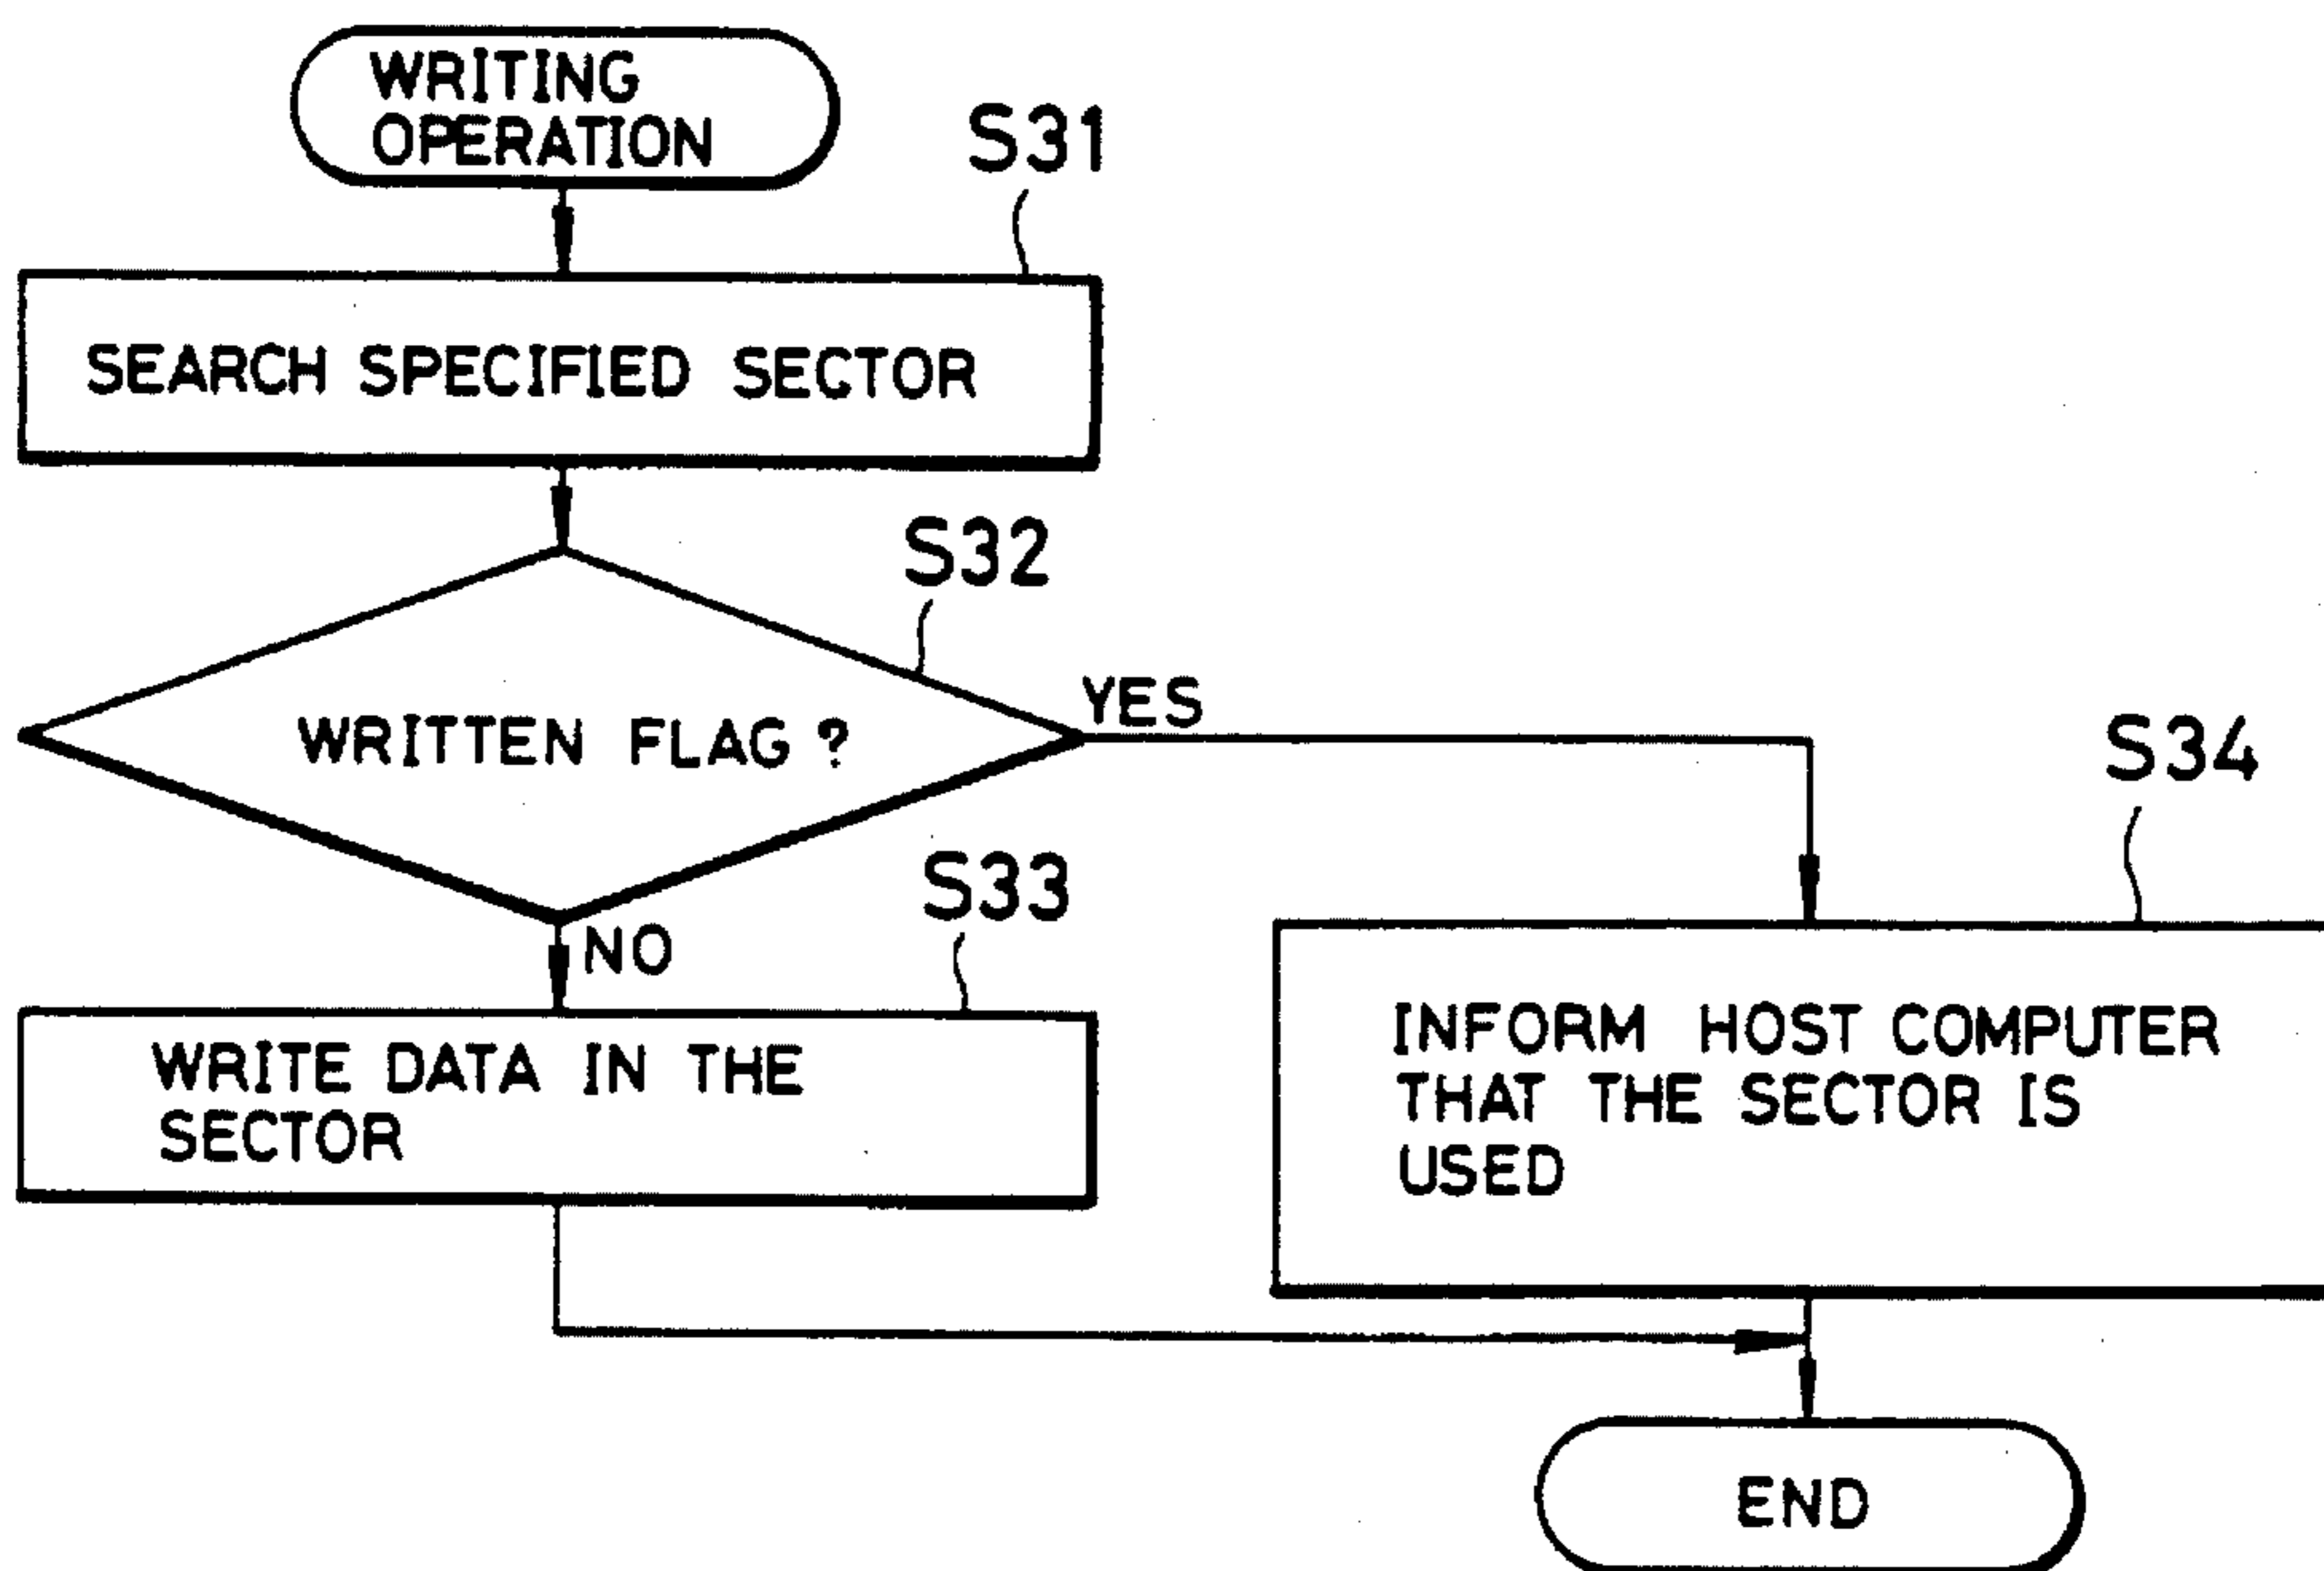 WRITING
OPERATION
S31
SEARCH SPECIFIED SECTOR
S32
WRITTEN FLAG ?
YES
S34
S33
NO
WRITE DATA IN THE
SECTOR
INFORM HOST COMPUTER
THAT THE SECTOR IS
USED
END